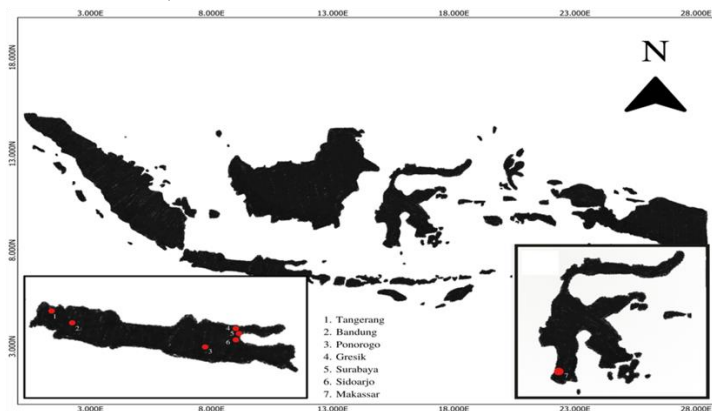 3.000E 8.000E 13.000E 18.000E 23.000E 28.000E
18.000N
13.000N
8.000N
3.000N
N
1
2
3
4
5
6
1. Tangerang
2. Bandung
3. Ponorogo
4. Gresik
5. Surabaya
6. Sidoarjo
7. Makassar
7
3.000E 8.000E 13.000E 18.000E 23.000E 28.000E